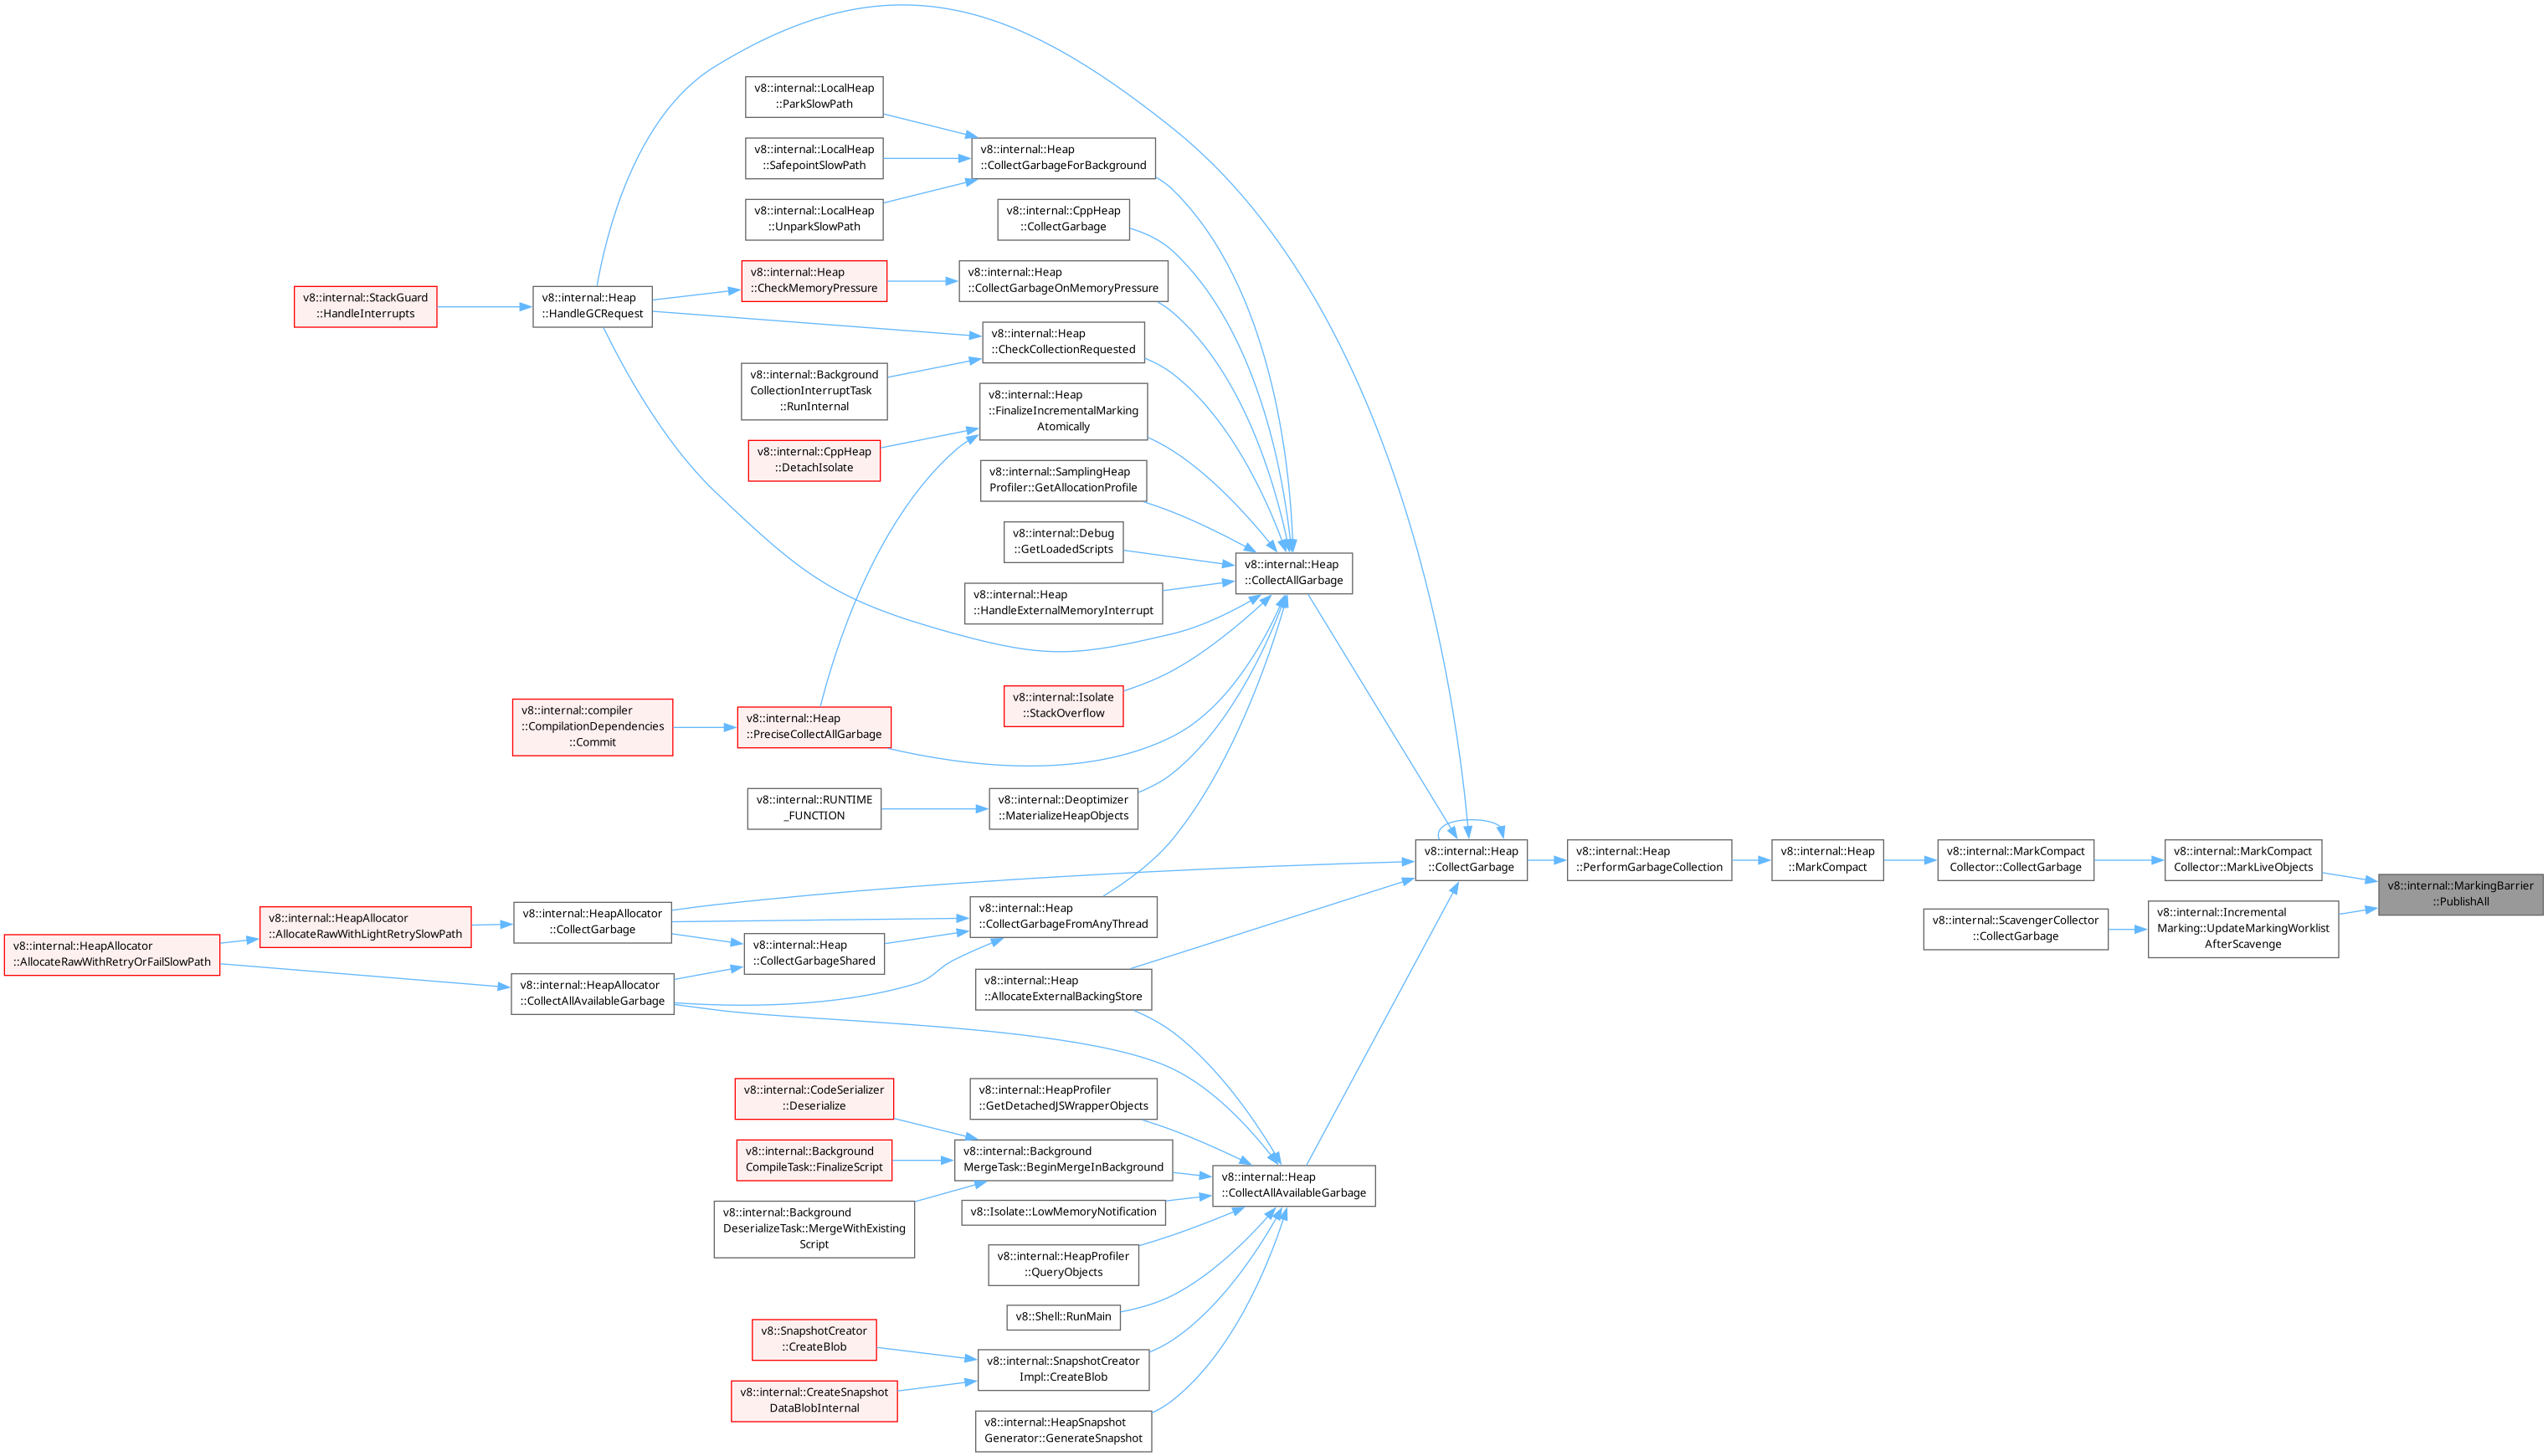 v8::internal::LocalHeap
::ParkSlowPath
v8::internal::LocalHeap
::SafepointSlowPath
v8::internal::Heap
::CollectGarbageForBackground
v8::internal::LocalHeap
::UnparkSlowPath
v8::internal::CppHeap
::CollectGarbage
v8::internal::StackGuard
::HandleInterrupts
v8::internal::Heap
::HandleGCRequest
v8::internal::Heap
::CheckMemoryPressure
v8::internal::Heap
::CollectGarbageOnMemoryPressure
v8::internal::Heap
::CheckCollectionRequested
v8::internal::Background
CollectionInterruptTask
::RunInternal
v8::internal::Heap
::FinalizeIncrementalMarking
Atomically
v8::internal::CppHeap
::DetachIsolate
v8::internal::SamplingHeap
Profiler::GetAllocationProfile
v8::internal::Debug
::GetLoadedScripts
v8::internal::Heap
::CollectAllGarbage
v8::internal::Heap
::HandleExternalMemoryInterrupt
v8::internal::Isolate
::StackOverflow
v8::internal::compiler
::CompilationDependencies
::Commit
v8::internal::Heap
::PreciseCollectAllGarbage
v8::internal::RUNTIME
_FUNCTION
v8::internal::Deoptimizer
::MaterializeHeapObjects
v8::internal::Heap
::CollectGarbage
v8::internal::Heap
::PerformGarbageCollection
v8::internal::Heap
::MarkCompact
v8::internal::MarkCompact
Collector::CollectGarbage
v8::internal::MarkCompact
Collector::MarkLiveObjects
v8::internal::MarkingBarrier
::PublishAll
v8::internal::ScavengerCollector
::CollectGarbage
v8::internal::Incremental
Marking::UpdateMarkingWorklist
AfterScavenge
v8::internal::HeapAllocator
::AllocateRawWithRetryOrFailSlowPath
v8::internal::HeapAllocator
::AllocateRawWithLightRetrySlowPath
v8::internal::HeapAllocator
::CollectGarbage
v8::internal::Heap
::CollectGarbageFromAnyThread
v8::internal::Heap
::CollectGarbageShared
v8::internal::HeapAllocator
::CollectAllAvailableGarbage
v8::internal::Heap
::AllocateExternalBackingStore
v8::internal::CodeSerializer
::Deserialize
v8::internal::HeapProfiler
::GetDetachedJSWrapperObjects
v8::internal::Background
CompileTask::FinalizeScript
v8::internal::Background
MergeTask::BeginMergeInBackground
v8::internal::Heap
::CollectAllAvailableGarbage
v8::internal::Background
DeserializeTask::MergeWithExisting
Script
v8::Isolate::LowMemoryNotification
v8::internal::HeapProfiler
::QueryObjects
v8::Shell::RunMain
v8::SnapshotCreator
::CreateBlob
v8::internal::SnapshotCreator
Impl::CreateBlob
v8::internal::CreateSnapshot
DataBlobInternal
v8::internal::HeapSnapshot
Generator::GenerateSnapshot